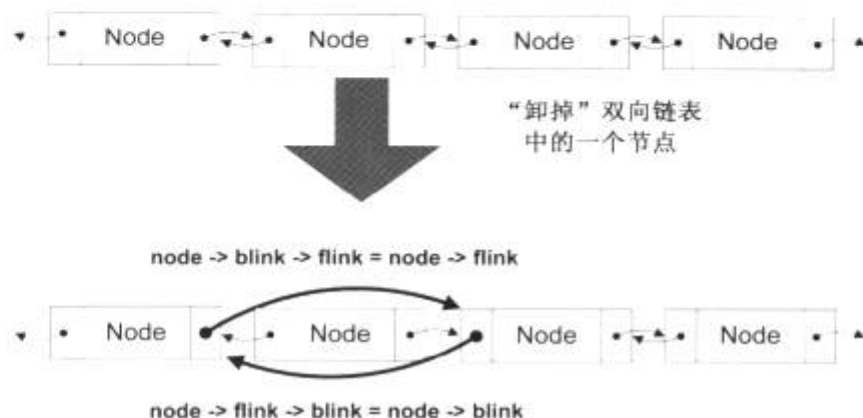 Node Node Node Node
“卸掉”双向链表
中的一个节点
node -> blink -> flink = node -> flink
Node Node Node Node
node -> flink -> blink = node -> blink